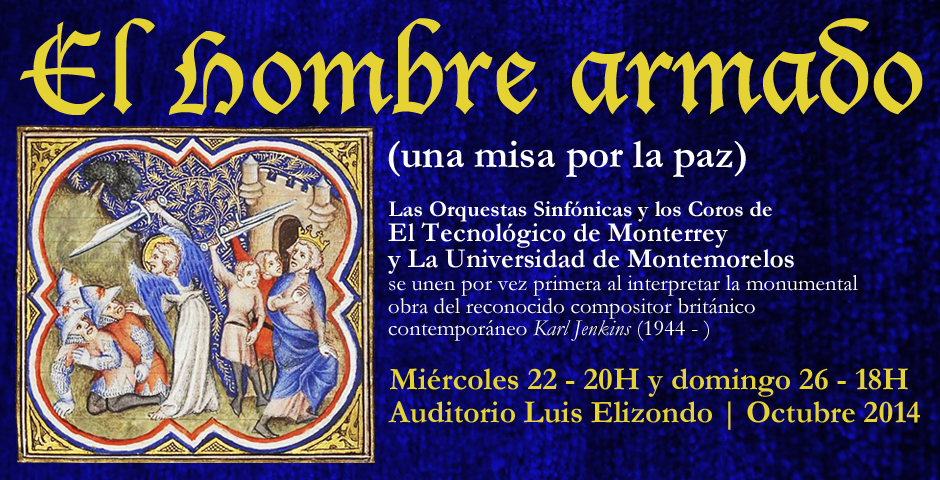 El Hombre armado
(una misa por la paz)
Las Orquestas Sinfónicas y los Coros de
El Tecnológico de Monterrey
y La Universidad de Montemorelos
se unen por vez primera al interpretar la monumental
obra del reconocido compositor británico
contemporáneo Karl Jenkins (1944 - )
Miércoles 22 - 20H y domingo 26 - 18H
Auditorio Luis Elizondo | Octubre 2014